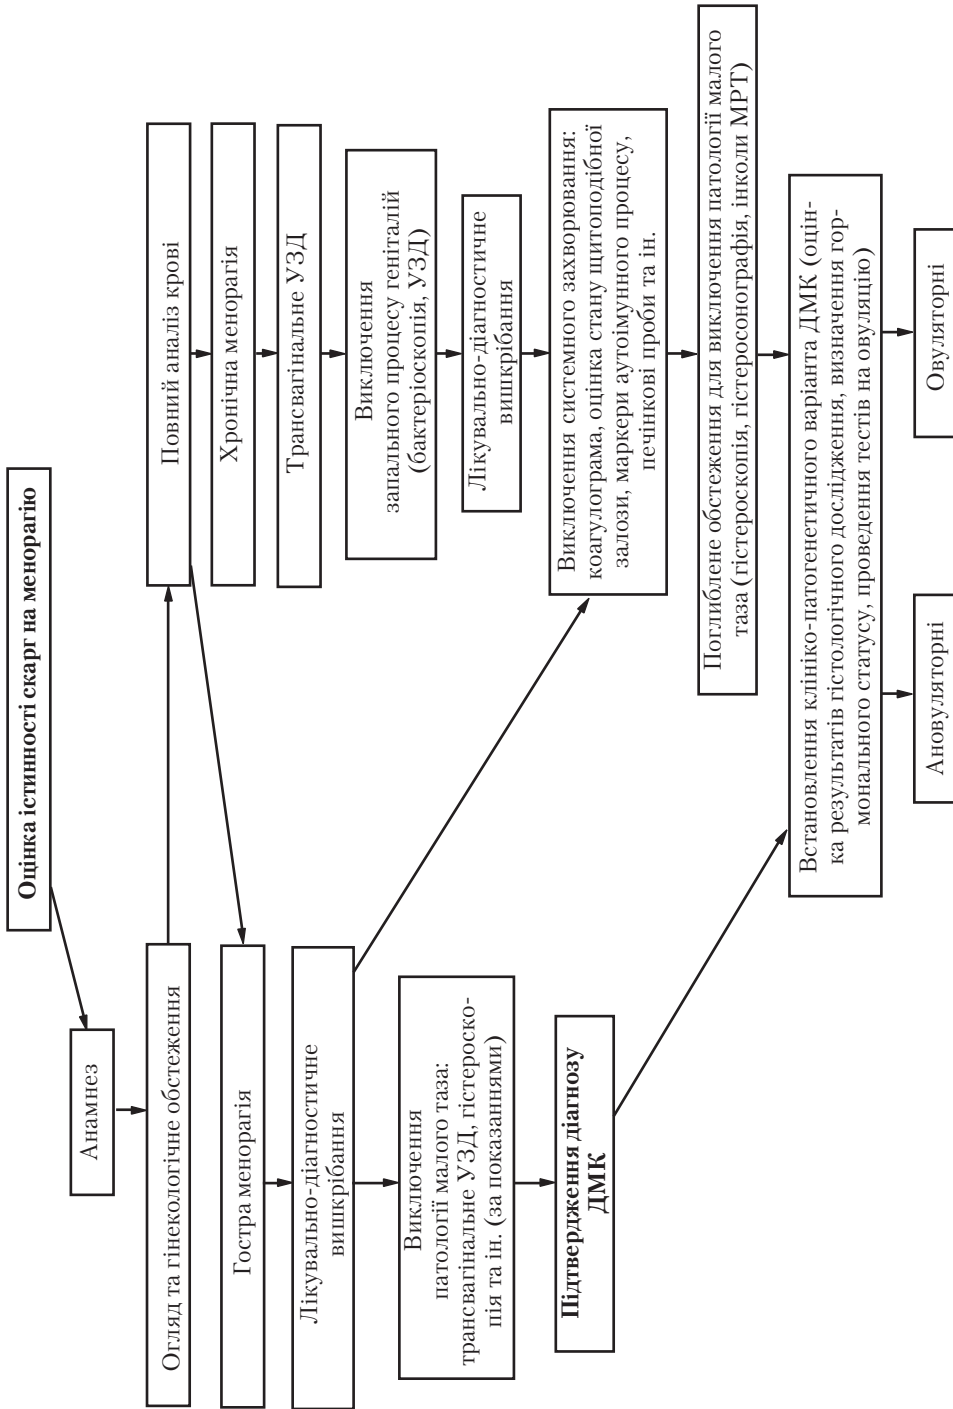 Оцінка істинності скарг на менорагію
Анамнез
Огляд та гінекологічне обстеження
Повний аналіз крові
Гостра менорагія
Лікувально-діагностичне
вишкрібання
Виключення
патології малого таза:
трансвагінальне УЗД, гістероско-
пія та ін. (за показаннями)
Підтвердження діагнозу
ДМК
Хронічна менорагія
Трансвагінальне УЗД
Виключення
запального процесу геніталій
(бактеріоскопія, УЗД)
Лікувально-діагностичне
вишкрібання
Виключення системного захворювання:
коагулограма, оцінка стану щитоподібної
залози, маркери аутоімунного процесу,
печінкові проби та ін.
Поглиблене обстеження для виключення патології малого
таза (гістероскопія, гістеросонографія, інколи МРТ)
Встановлення клініко-патогенетичного варіанта ДМК (оцін-
ка результатів гістологічного дослідження, визначення гор-
монального статусу, проведення тестів на овуляцію)
Ановуляторні
Овуляторні